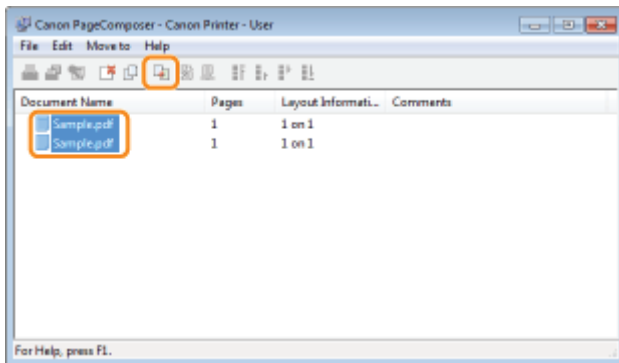 Canon PageComposer - Canon Printer - User
File Edit Move to Help
Document Name Pages Layout Informati... Comments
Sample.pdf 1 1 on 1
Sample.pdf 1 1 on 1
For Help, press F1.